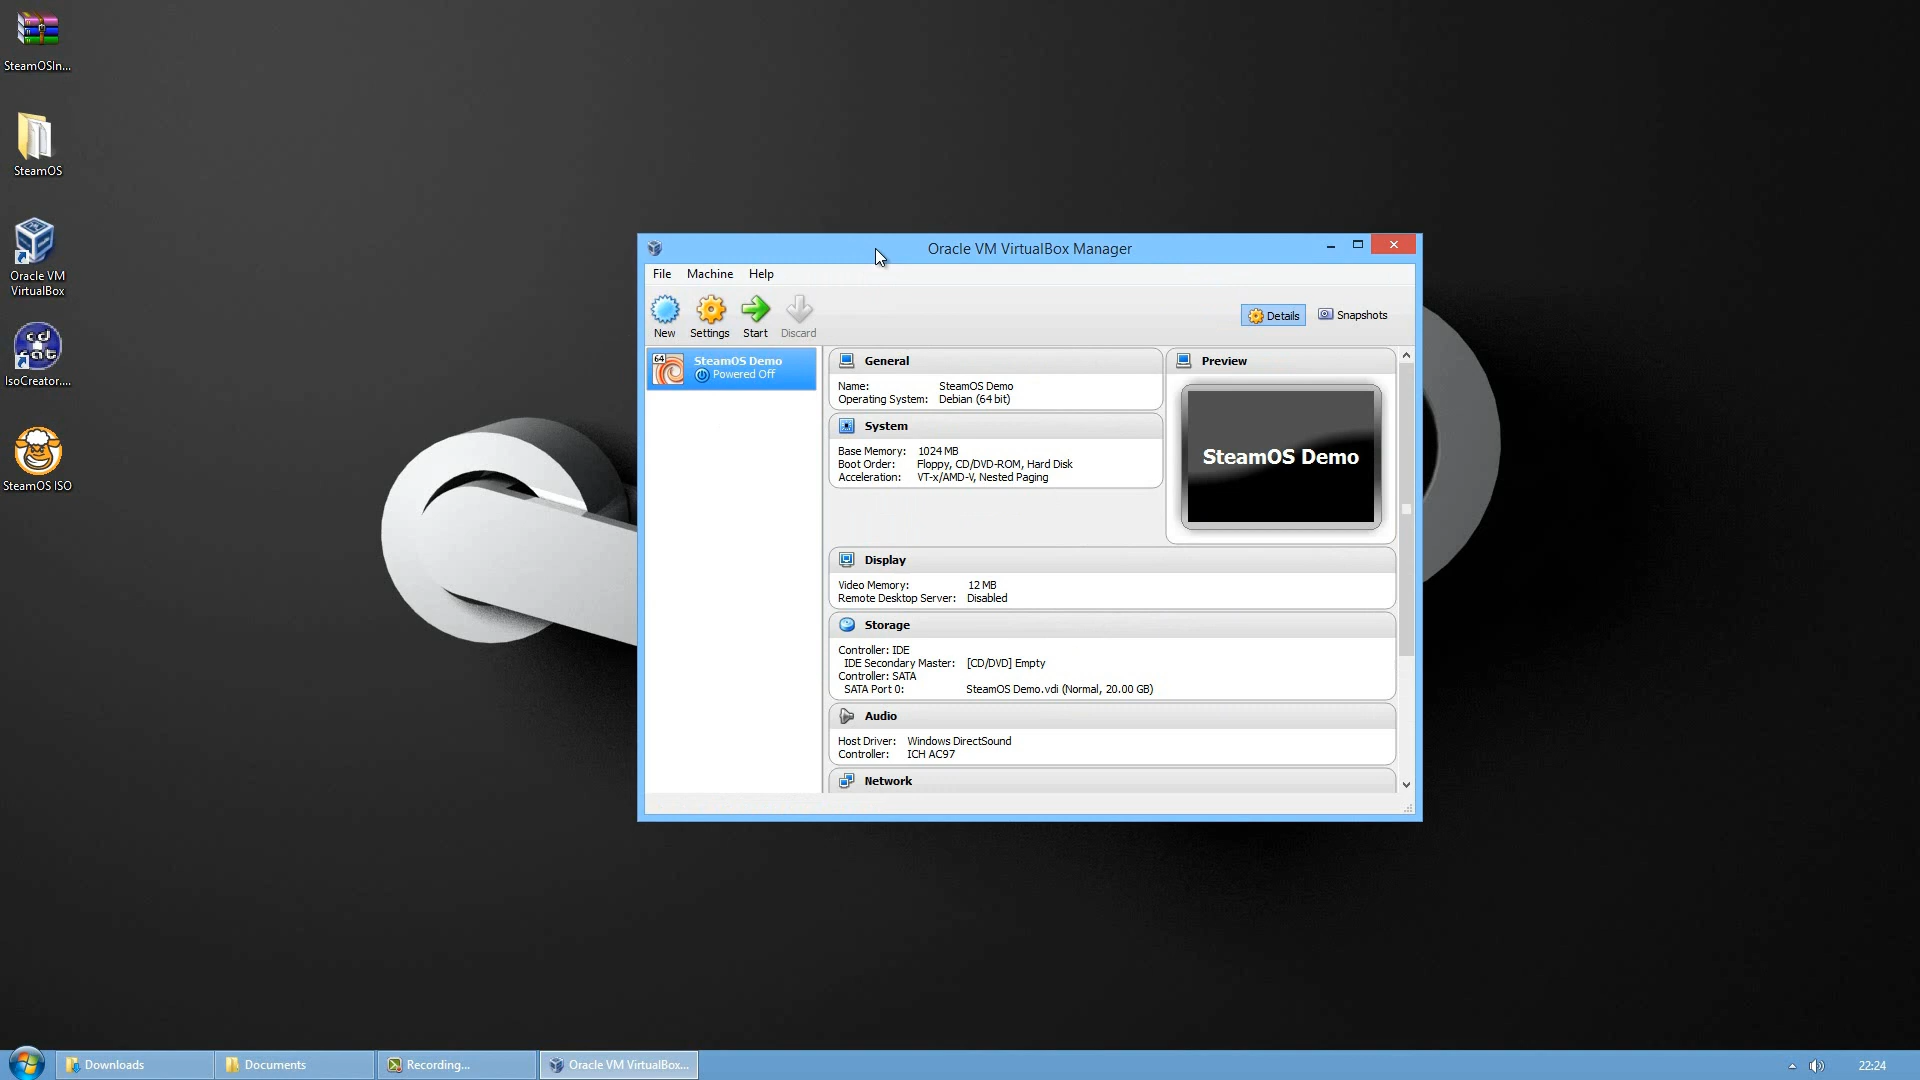 SteamOSIn...
SteamOS
Oracle VM
VirtualBox
cd
fat
IsoCreator....
SteamOS ISO
Oracle VM VirtualBox Manager
File Machine Help
New Settings Start Discard
Details Snapshots
64 SteamOS Demo
Powered Off
General
Name: SteamOS Demo
Operating System: Debian (64 bit)
System
Base Memory: 1024 MB
Boot Order: Floppy, CD/DVD-ROM, Hard Disk
Acceleration: VT-x/AMD-V, Nested Paging
Preview
SteamOS Demo
Display
Video Memory: 12 MB
Remote Desktop Server: Disabled
Storage
Controller: IDE
IDE Secondary Master: [CD/DVD] Empty
Controller: SATA
SATA Port 0: SteamOS Demo.vdi (Normal, 20.00 GB)
Audio
Host Driver: Windows DirectSound
Controller: ICH AC97
Network
Downloads Documents Recording... Oracle VM VirtualBox... 22:24